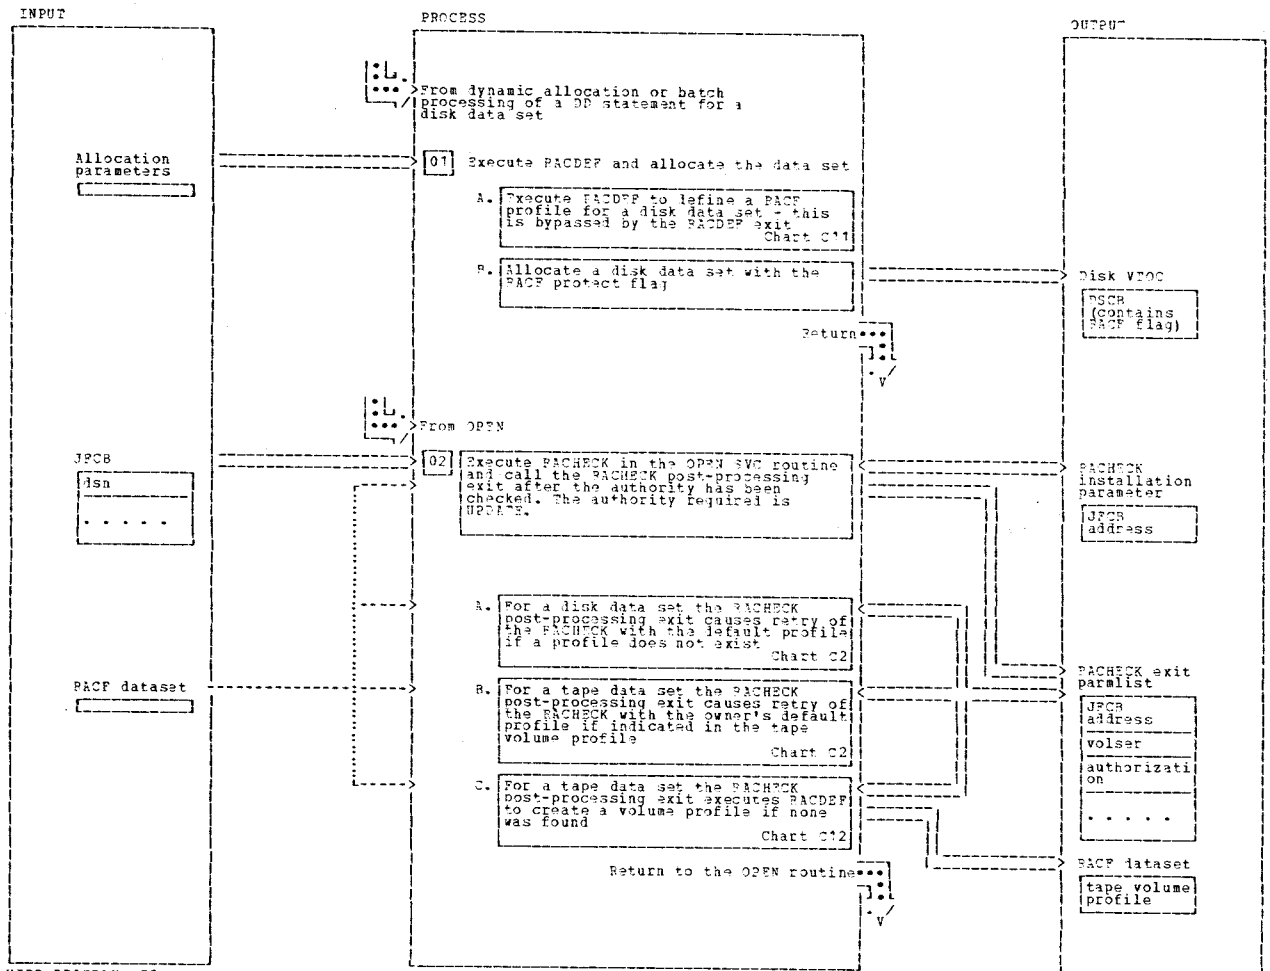 INPUT
PROCESS
OUTPUT
From dynamic allocation or batch
processing of a DD statement for a
disk data set
Allocation
parameters
01 Execute RACDEF and allocate the data set
A. Execute RACDEF to define a RACF
profile for a disk data set - this
is bypassed by the RACDEF exit
Chart C11
B. Allocate a disk data set with the
RACF protect flag
Disk VTOC
DSCB
(contains
RACF flag)
Return
From OPEN
JFCB
dsn
. . . . .
02 Execute RACHECK in the OPEN SVC routine
and call the RACHECK post-processing
exit after the authority has been
checked. The authority required is
UPDATE.
RACHECK
installation
parameter
JFCB
address
A. For a disk data set the RACHECK
post-processing exit causes retry of
the RACHECK with the default profile
if a profile does not exist
Chart C2
RACF dataset
B. For a tape data set the RACHECK
post-processing exit causes retry of
the RACHECK with the owner's default
profile if indicated in the tape
volume profile
Chart C2
RACHECK exit
parmlist
JFCB
address
volser
authorizati
on
. . . . .
C. For a tape data set the RACHECK
post-processing exit executes RACDEF
to create a volume profile if none
was found
Chart C12
Return to the OPEN routine
RACF dataset
tape volume
profile